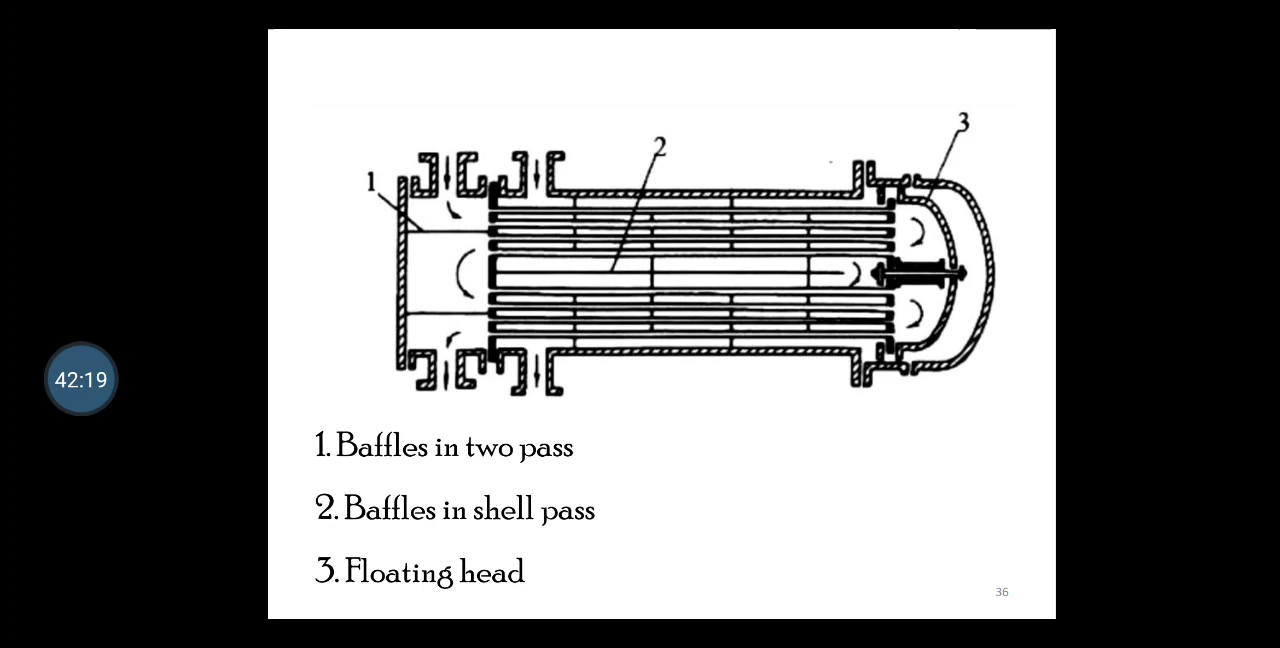 3
2
1
42:19
1. Baffles in two pass
2. Baffles in shell pass
3. Floating head
36